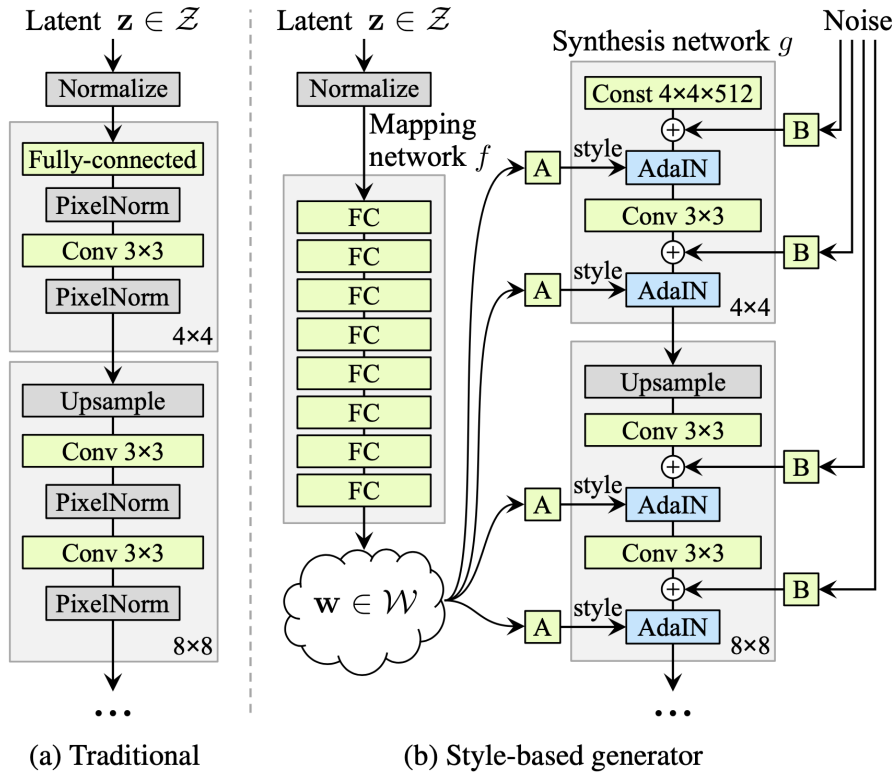 Latent z ∈ Z
Normalize
Fully-connected
PixelNorm
Conv 3×3
PixelNorm
4×4
Upsample
Conv 3×3
PixelNorm
Conv 3×3
PixelNorm
8×8
...
(a) Traditional
Latent z ∈ Z
Normalize
Mapping
network f
FC
FC
FC
FC
FC
FC
FC
FC
w ∈ W
Synthesis network g
Noise
Const 4×4×512
B
A
style
AdaIN
Conv 3×3
B
A
style
AdaIN
4×4
Upsample
Conv 3×3
B
A
style
AdaIN
Conv 3×3
B
A
style
AdaIN
8×8
...
(b) Style-based generator